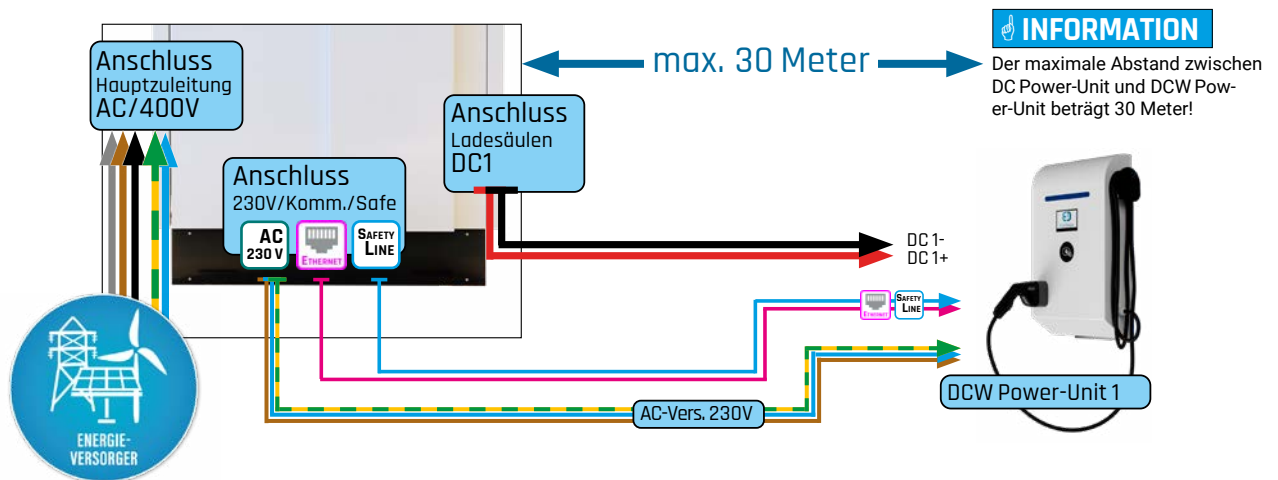 Anschluss
Hauptzuleitung
AC/400V
max. 30 Meter
INFORMATION
Der maximale Abstand zwischen
DC Power-Unit und DCW Pow-
er-Unit beträgt 30 Meter!
Anschluss
Ladesäulen
DC1
Anschluss
230V/Komm./Safe
AC
230 V
ETHERNET
SAFETY
LINE
DC 1-
DC 1+
ETHERNET
SAFETY
LINE
AC-Vers. 230V
DCW Power-Unit 1
ENERGIE-
VERSORGER